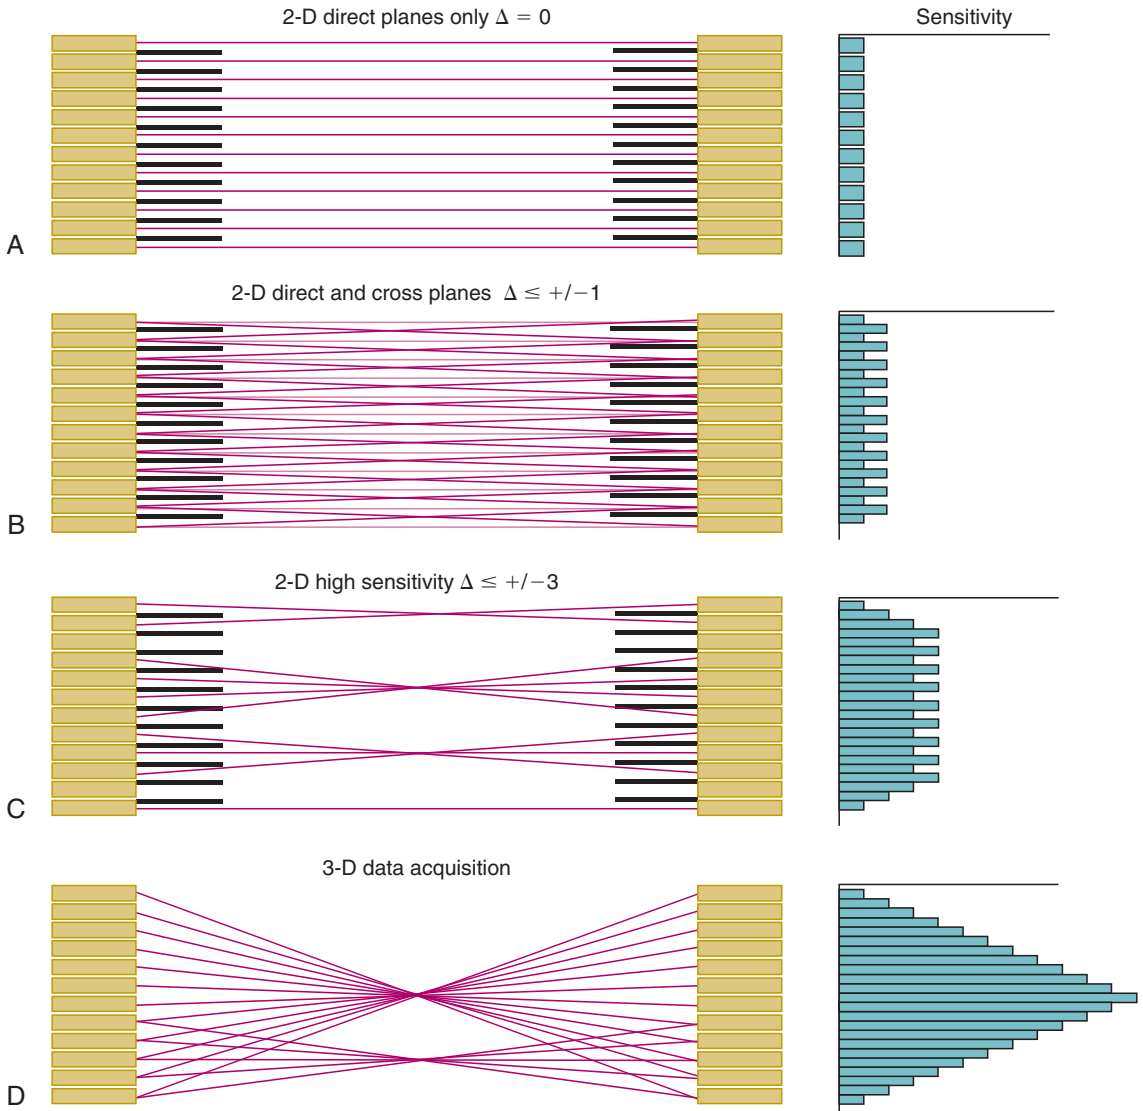 2-D direct planes only Δ = 0
Sensitivity
A
2-D direct and cross planes Δ ≤ +/−1
B
2-D high sensitivity Δ ≤ +/−3
C
3-D data acquisition
D